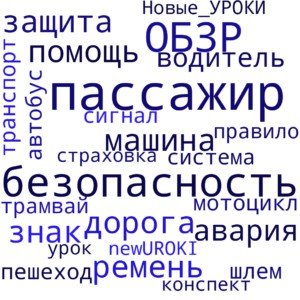 Новые_УРОКИ
защита
ОБЗР
помощь
водитель
транспорт
автобус
пассажир
сигнал
машина
правило
страховка
система
безопасность
трамвай
мотоцикл
знак
дорога
авария
урок
newUROKI
пешеход
ремень
шлем
конспект